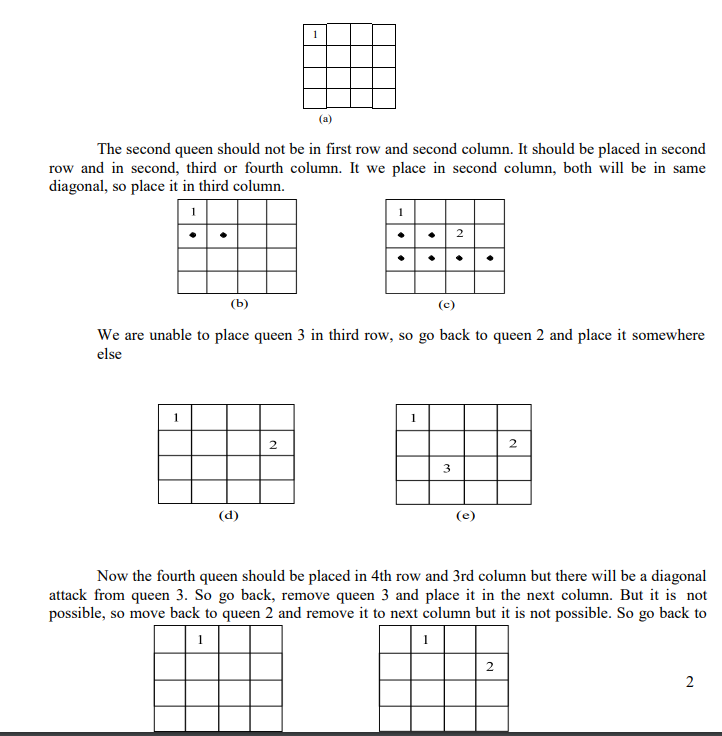 1
(a)
The second queen should not be in first row and second column. It should be placed in second
row and in second, third or fourth column. It we place in second column, both will be in same
diagonal, so place it in third column.
1 1
2
(b) (c)
We are unable to place queen 3 in third row, so go back to queen 2 and place it somewhere
else
1 1
2 2
3
(d) (e)
Now the fourth queen should be placed in 4th row and 3rd column but there will be a diagonal
attack from queen 3. So go back, remove queen 3 and place it in the next column. But it is not
possible, so move back to queen 2 and remove it to next column but it is not possible. So go back to
1 1
2
2